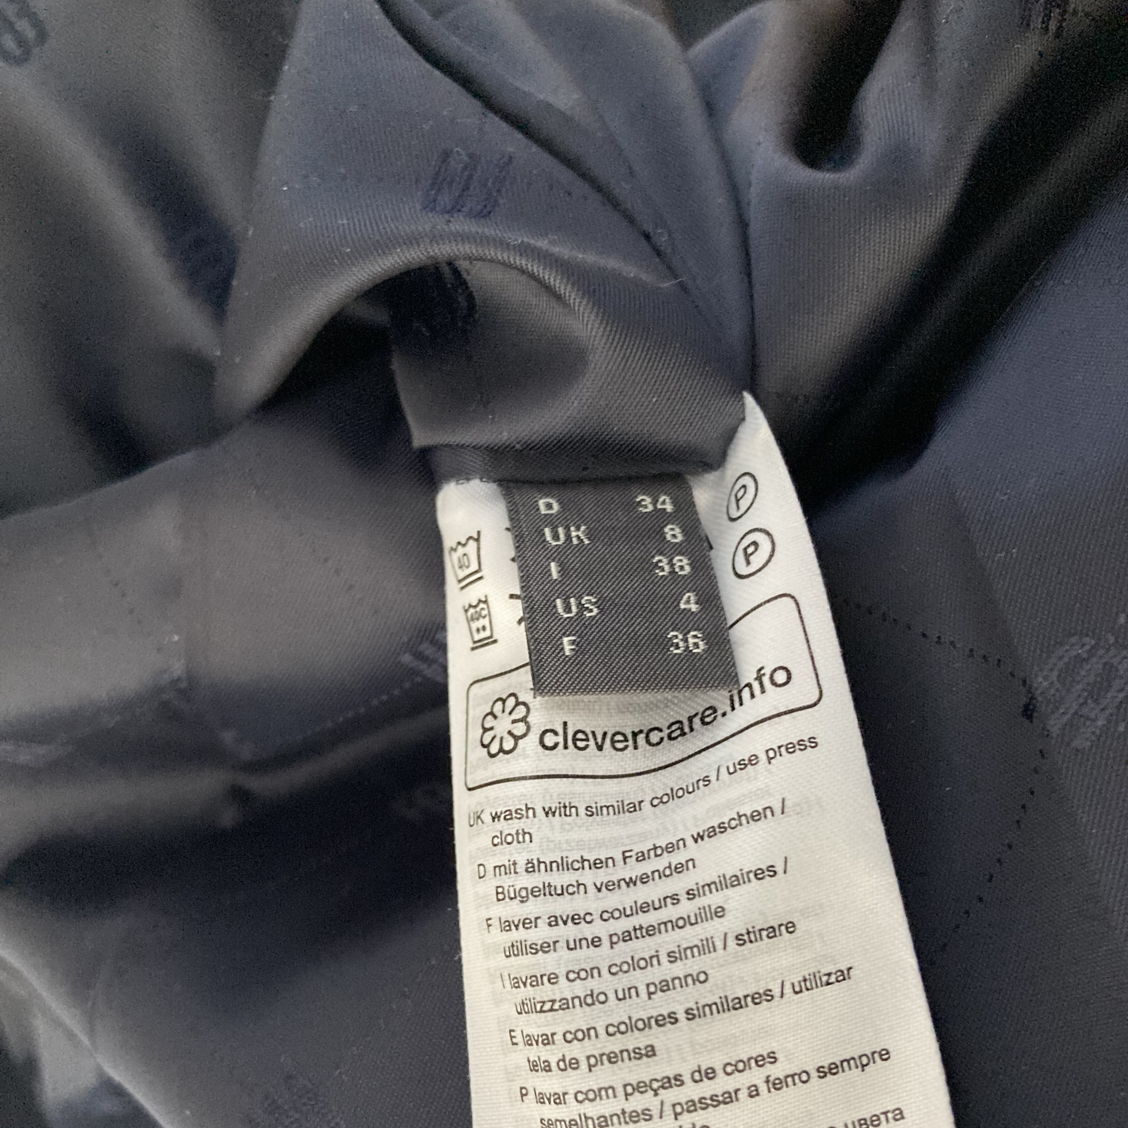 D 34
UK 8
I 38
US 4
F 36
P
P
40
clevercare.info
UK wash with similar colours / use press
cloth
D mit ähnlichen Farben waschen /
Bügeltuch verwenden
F laver avec couleurs similaires /
utiliser une pattemouille
I lavare con colori simili / stirare
utilizzando un panno
E lavar con colores similares / utilizar
tela de prensa
P lavar com peças de cores
semelhantes / passar a ferro sempre
цвета